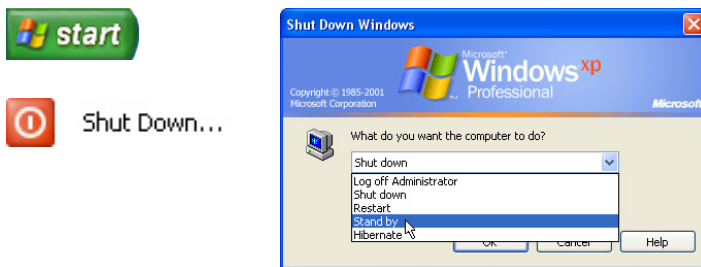 start
Shut Down...
Shut Down Windows
Microsoft
Windows xp
Professional
Copyright © 1985-2001
Microsoft Corporation
Microsoft
What do you want the computer to do?
Shut down
Log off Administrator
Shut down
Restart
Stand by
Hibernate
OK Cancel Help